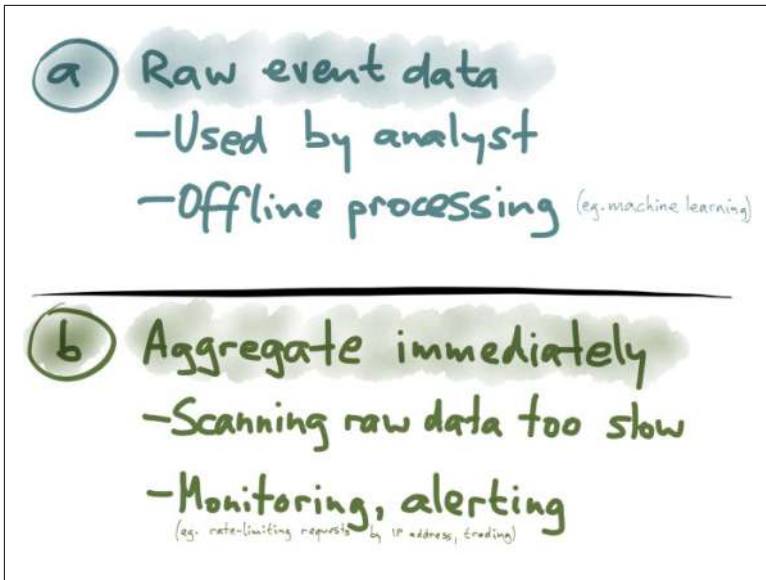 a Raw event data
-Used by analyst
-Offline processing (eg. machine learning)
b Aggregate immediately
-Scanning raw data too slow
-Monitoring, alerting
(eg. rate-limiting requests by IP address, trading)